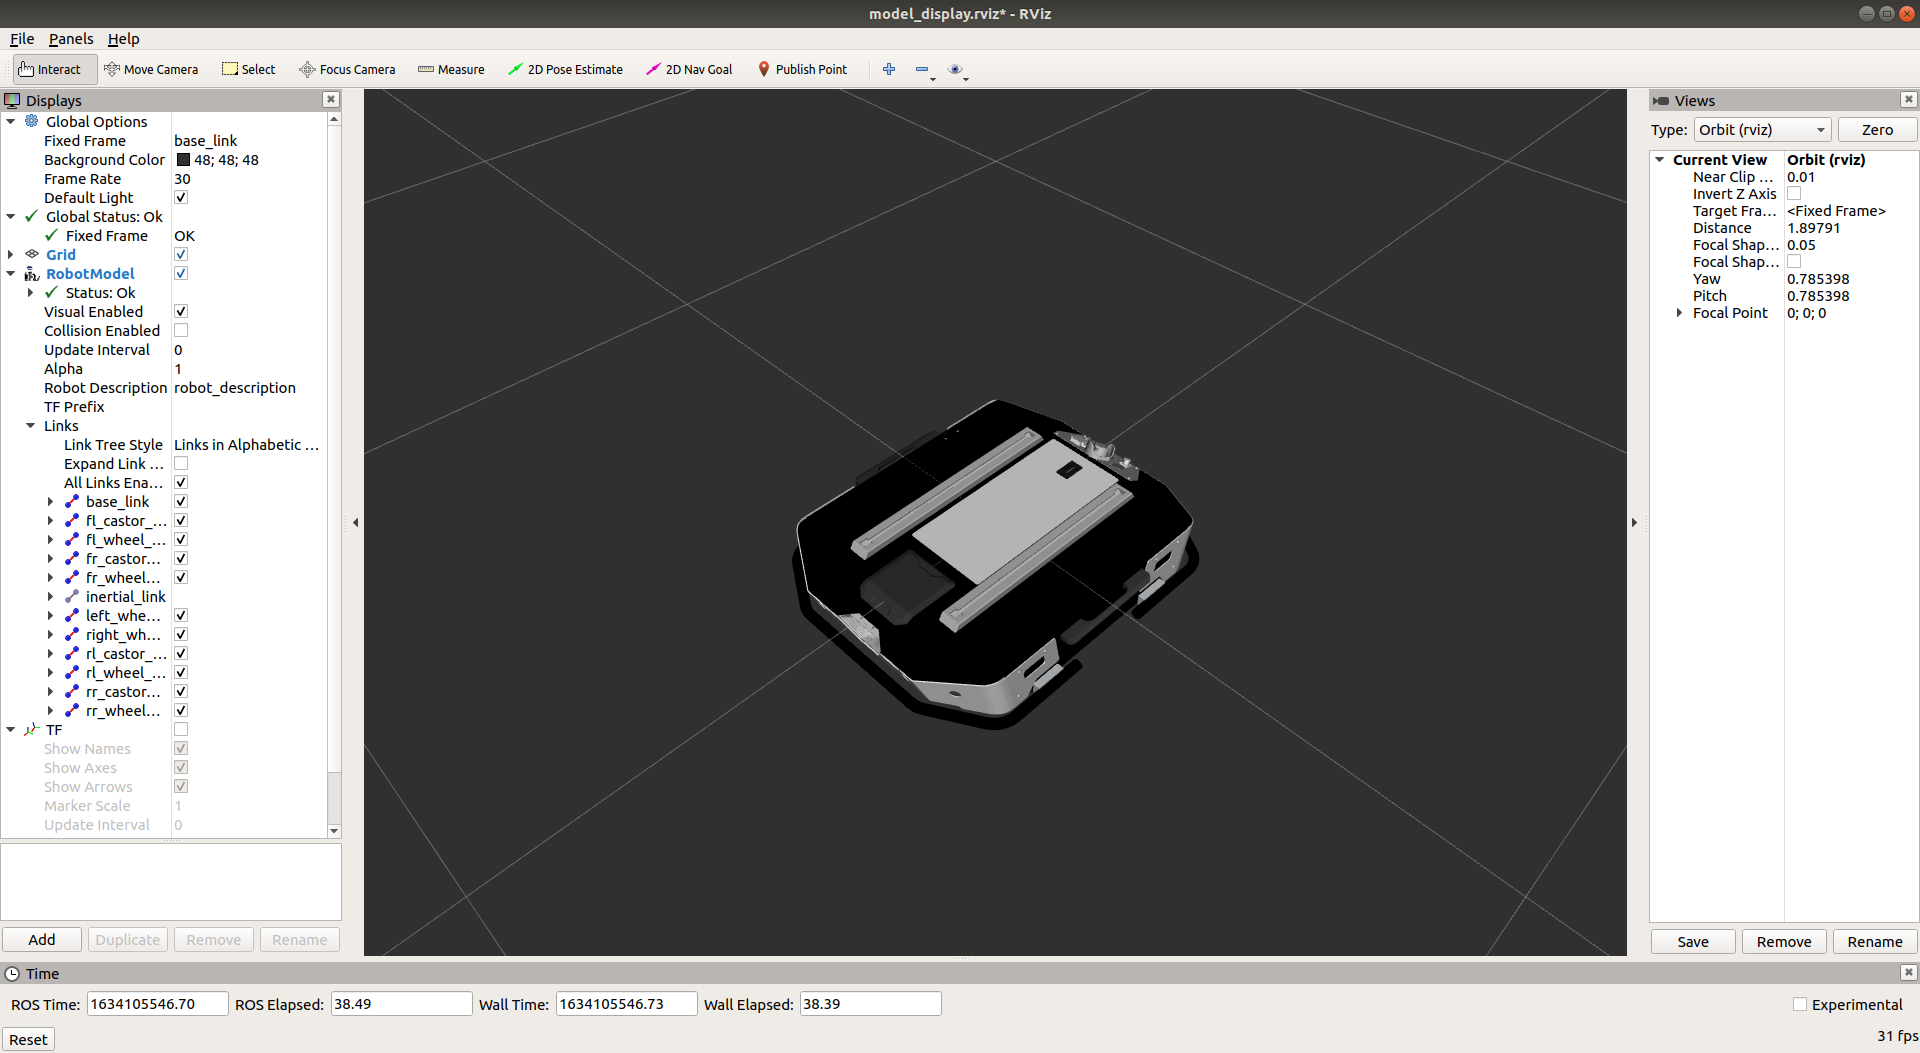 model_display.rviz* - RViz
File Panels Help
Interact Move Camera Select Focus Camera Measure 2D Pose Estimate 2D Nav Goal Publish Point
Displays
Global Options
Fixed Frame base_link
Background Color 48; 48; 48
Frame Rate 30
Default Light
Global Status: Ok
Fixed Frame OK
Grid
RobotModel
Status: Ok
Visual Enabled
Collision Enabled
Update Interval 0
Alpha 1
Robot Description robot_description
TF Prefix
Links
Link Tree Style Links in Alphabetic ...
Expand Link ...
All Links Ena...
base_link
fl_castor_...
fl_wheel_...
fr_castor...
fr_wheel...
inertial_link
left_whe...
right_wh...
rl_castor_...
rl_wheel_...
rr_castor...
rr_wheel...
TF
Show Names
Show Axes
Show Arrows
Marker Scale 1
Update Interval 0
Add Duplicate Remove Rename
Views
Type: Orbit (rviz) Zero
Current View Orbit (rviz)
Near Clip ... 0.01
Invert Z Axis
Target Fra... <Fixed Frame>
Distance 1.89791
Focal Shap... 0.05
Focal Shap...
Yaw 0.785398
Pitch 0.785398
Focal Point 0; 0; 0
Save Remove Rename
Time
ROS Time: 1634105546.70 ROS Elapsed: 38.49 Wall Time: 1634105546.73 Wall Elapsed: 38.39 Experimental
Reset 31 fps